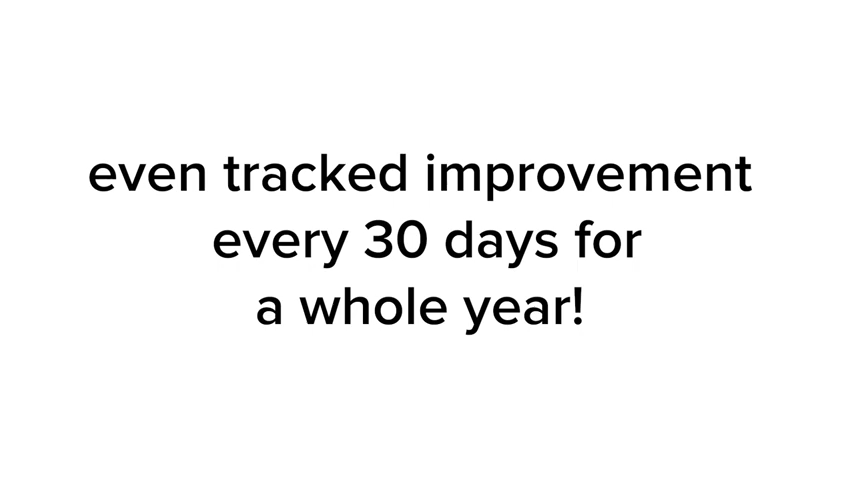 even tracked improvement
every 30 days for
a whole year!